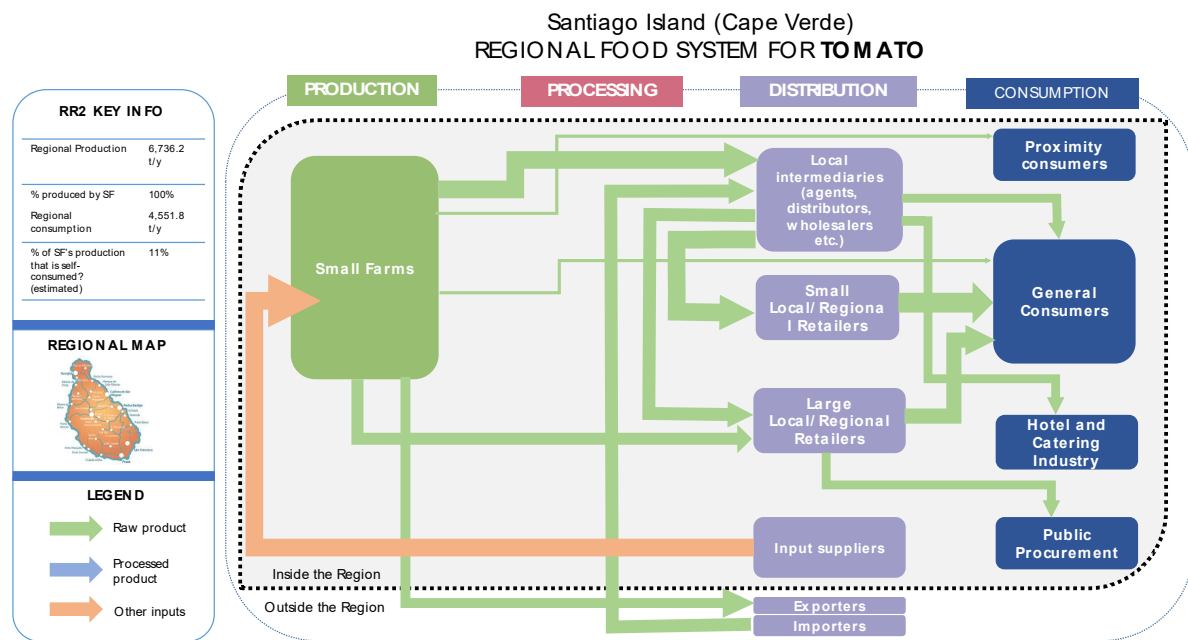 Santiago Island (Cape Verde)
REGIONAL FOOD SYSTEM FOR TOMATO
PRODUCTION
PROCESSING
DISTRIBUTION
CONSUMPTION
RR2 KEY INFO
Regional Production 6,736.2
t/y
% produced by SF 100%
Regional 4,551.8
consumption t/y
% of SF's production 11%
that is self-
consumed?
(estimated)
REGIONAL MAP
LEGEND
Raw product
Processed
product
Other inputs
Small Farms
Local
intermediaries
(agents,
distributors,
wholesalers
etc.)
Small
Local/ Regiona
l Retailers
Large
Local/Regional
Retailers
Input suppliers
Exporters
Importers
Proximity
consumers
General
Consumers
Hotel and
Catering
Industry
Public
Procurement
Inside the Region
Outside the Region